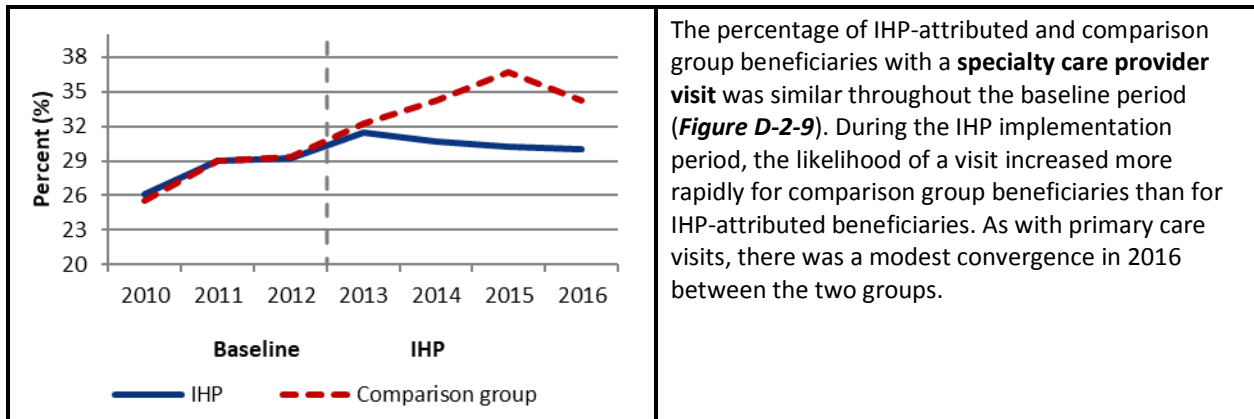 38
35
32
29
26
23
20
Percent (%)
2010 2011 2012 2013 2014 2015 2016
Baseline IHP
IHP Comparison group
The percentage of IHP-attributed and comparison
group beneficiaries with a specialty care provider
visit was similar throughout the baseline period
(Figure D-2-9). During the IHP implementation
period, the likelihood of a visit increased more
rapidly for comparison group beneficiaries than for
IHP-attributed beneficiaries. As with primary care
visits, there was a modest convergence in 2016
between the two groups.